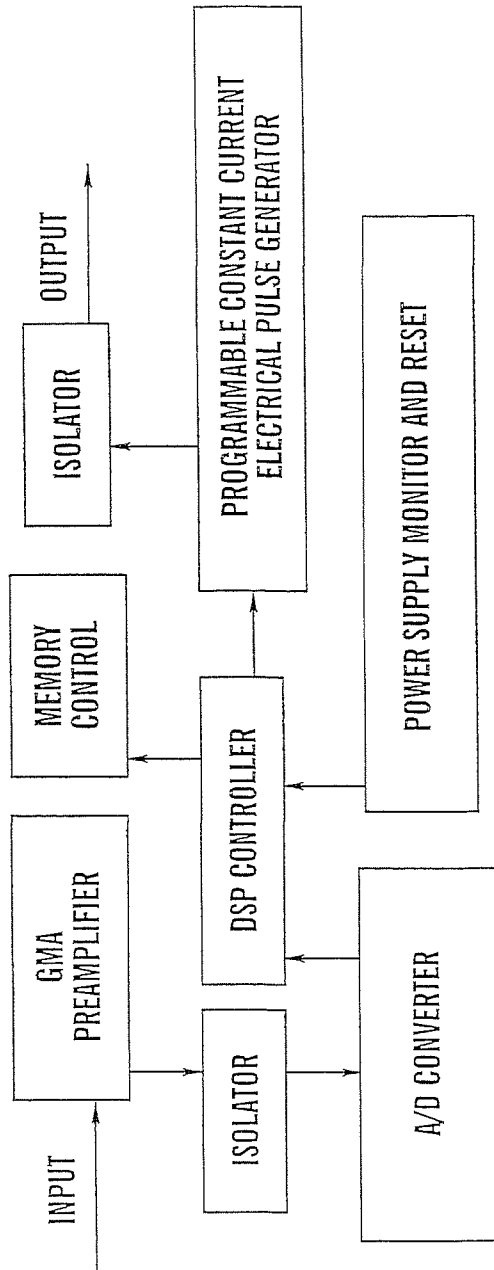 INPUT
GMA
PREAMPLIFIER
MEMORY
CONTROL
ISOLATOR
OUTPUT
ISOLATOR
DSP CONTROLLER
PROGRAMMABLE CONSTANT CURRENT
ELECTRICAL PULSE GENERATOR
A/D CONVERTER
POWER SUPPLY MONITOR AND RESET